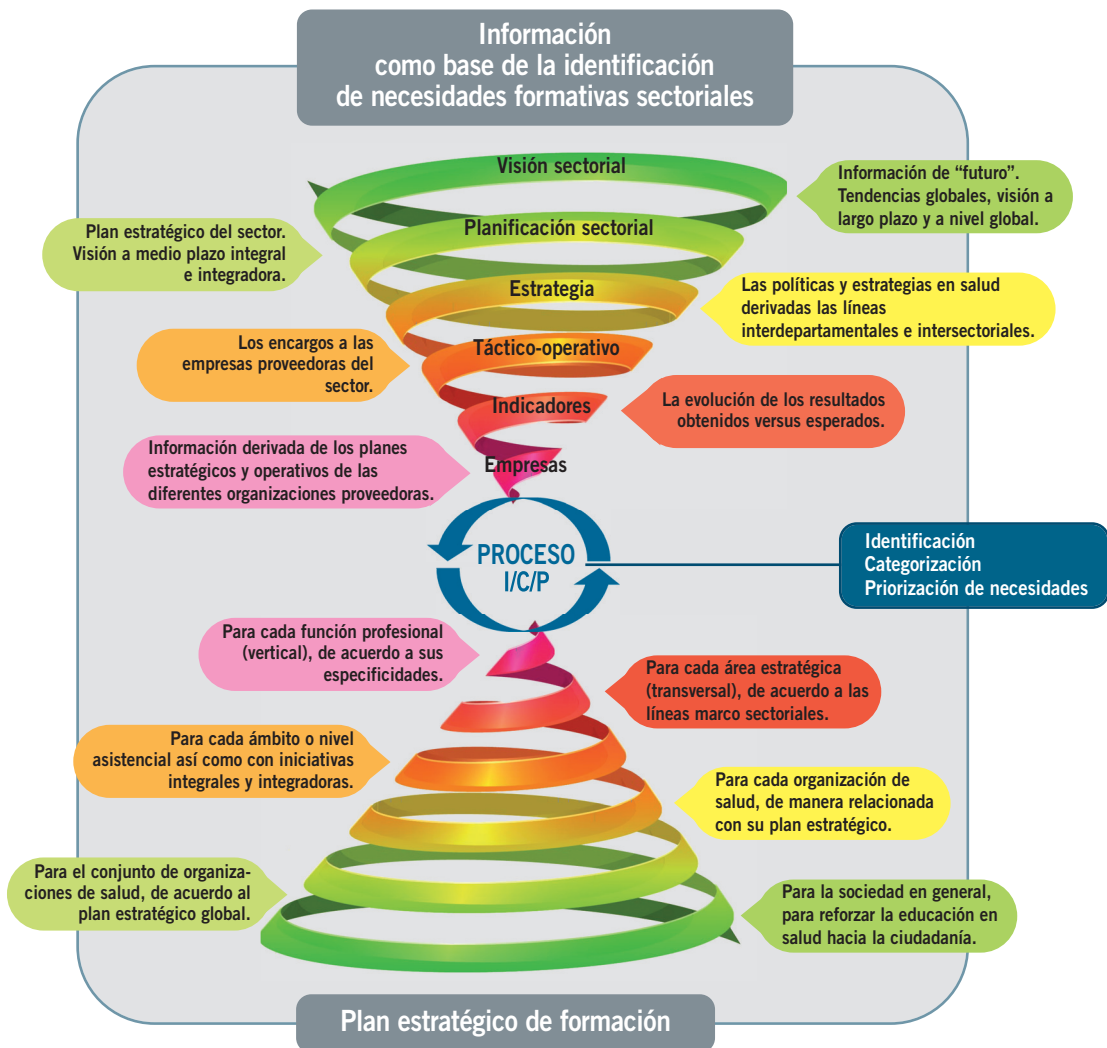 Información
como base de la identificación
de necesidades formativas sectoriales
Visión sectorial
Información de “futuro”.
Tendencias globales, visión a
largo plazo y a nivel global.
Plan estratégico del sector.
Visión a medio plazo integral
e integradora.
Planificación sectorial
Estrategia
Las políticas y estrategias en salud
derivadas las líneas
interdepartamentales e intersectoriales.
Los encargos a las
empresas proveedoras del
sector.
Táctico-operativo
Indicadores
La evolución de los resultados
obtenidos versus esperados.
Información derivada de los planes
estratégicos y operativos de las
diferentes organizaciones proveedoras.
Empresas
PROCESO
I/C/P
Identificación
Categorización
Priorización de necesidades
Para cada función profesional
(vertical), de acuerdo a sus
especificidades.
Para cada área estratégica
(transversal), de acuerdo a las
líneas marco sectoriales.
Para cada ámbito o nivel
asistencial así como con iniciativas
integrales y integradoras.
Para cada organización de
salud, de manera relacionada
con su plan estratégico.
Para el conjunto de organiza-
ciones de salud, de acuerdo al
plan estratégico global.
Para la sociedad en general,
para reforzar la educación en
salud hacia la ciudadanía.
Plan estratégico de formación